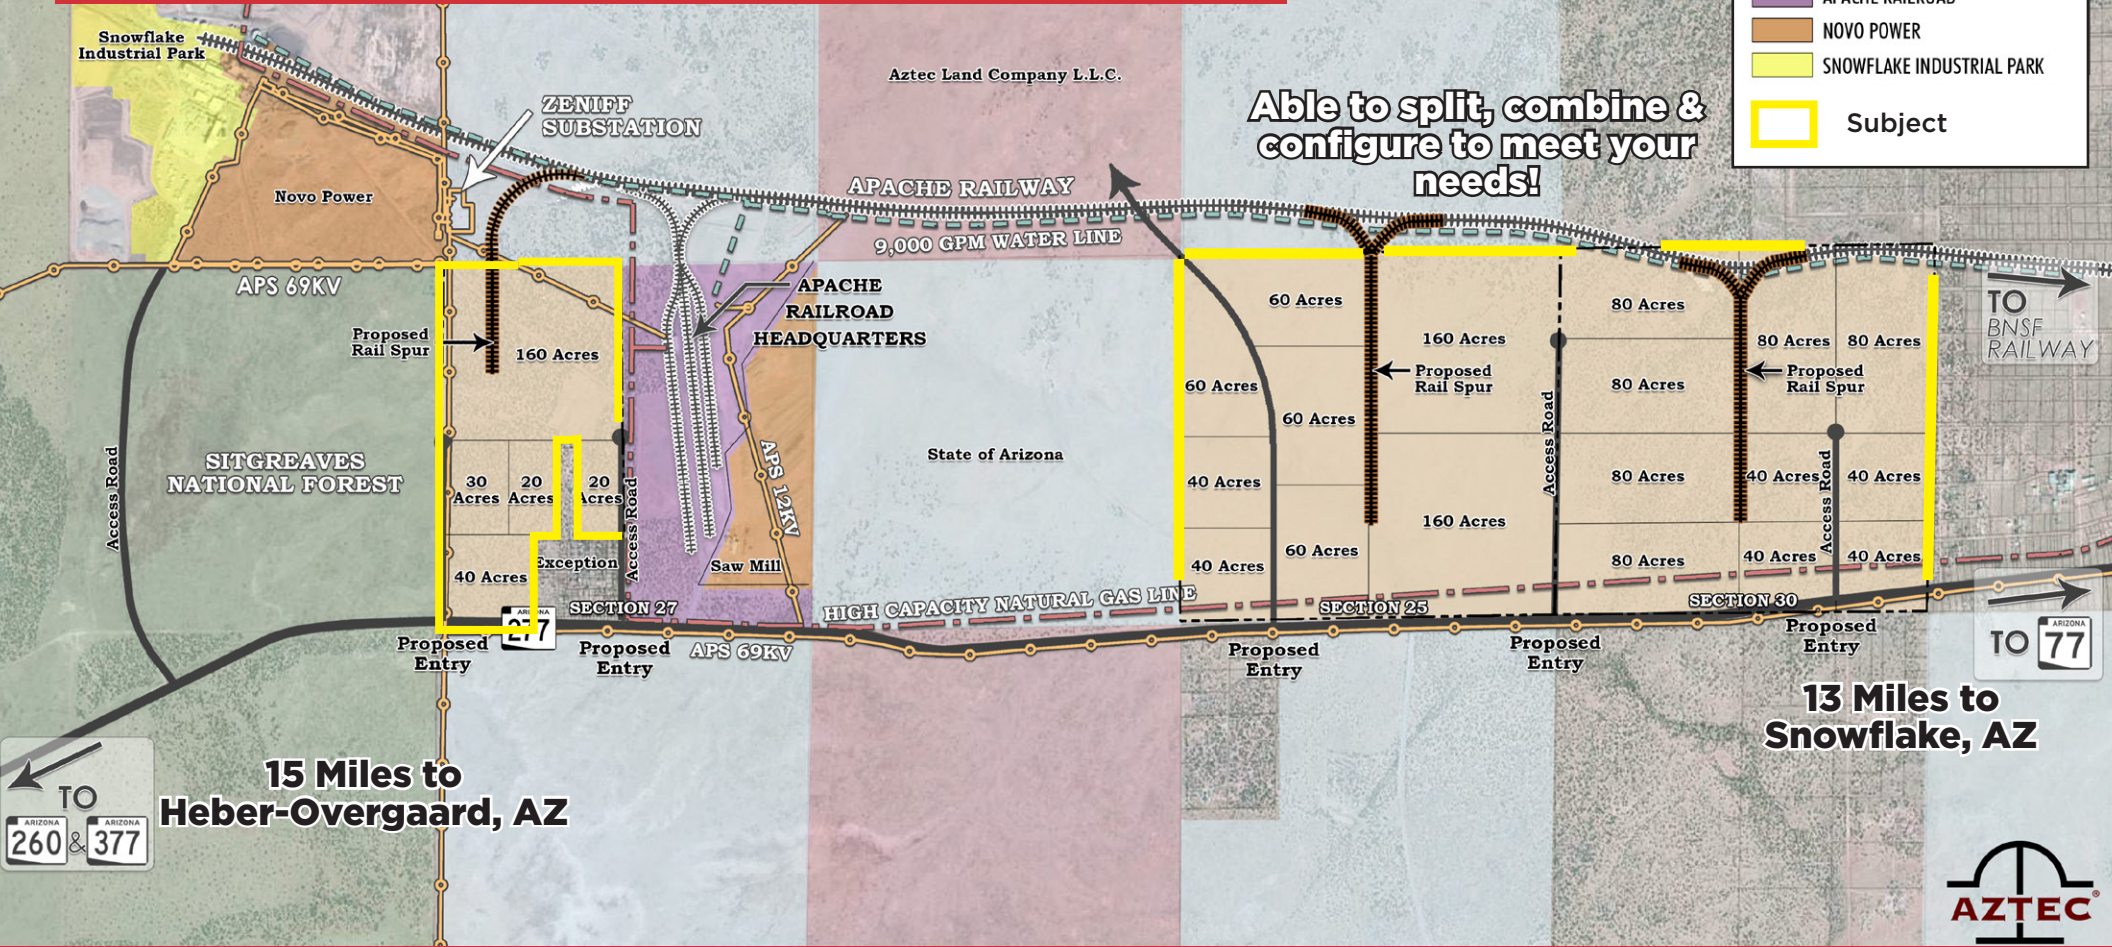 APACHE RAILROAD
NOVO POWER
SNOWFLAKE INDUSTRIAL PARK
Subject
Snowflake
Industrial Park
Novo Power
ZENIFF
SUBSTATION
Aztec Land Company L.L.C.
Able to split, combine &
configure to meet your
needs!
APACHE RAILWAY
9,000 GPM WATER LINE
APS 69KV
Proposed
Rail Spur
160 Acres
APACHE
RAILROAD
HEADQUARTERS
SITGREAVES
NATIONAL FOREST
Access Road
30
Acres
20
Acres
20
Acres
40 Acres
Exception
Access Road
APS 12KV
Saw Mill
SECTION 27
State of Arizona
60 Acres
60 Acres
60 Acres
40 Acres
60 Acres
40 Acres
160 Acres
Proposed
Rail Spur
160 Acres
Access Road
80 Acres
80 Acres
80 Acres
80 Acres
80 Acres
80 Acres
Proposed
Rail Spur
40 Acres
40 Acres
Access Road
40 Acres
40 Acres
HIGH CAPACITY NATURAL GAS LINE
SECTION 25
SECTION 30
TO
BNSF
RAILWAY
ARIZONA
277
Proposed
Entry
Proposed
Entry
APS 69KV
Proposed
Entry
Proposed
Entry
Proposed
Entry
TO
ARIZONA
77
13 Miles to
Snowflake, AZ
15 Miles to
Heber-Overgaard, AZ
TO
ARIZONA
260
&
ARIZONA
377
AZTEC®